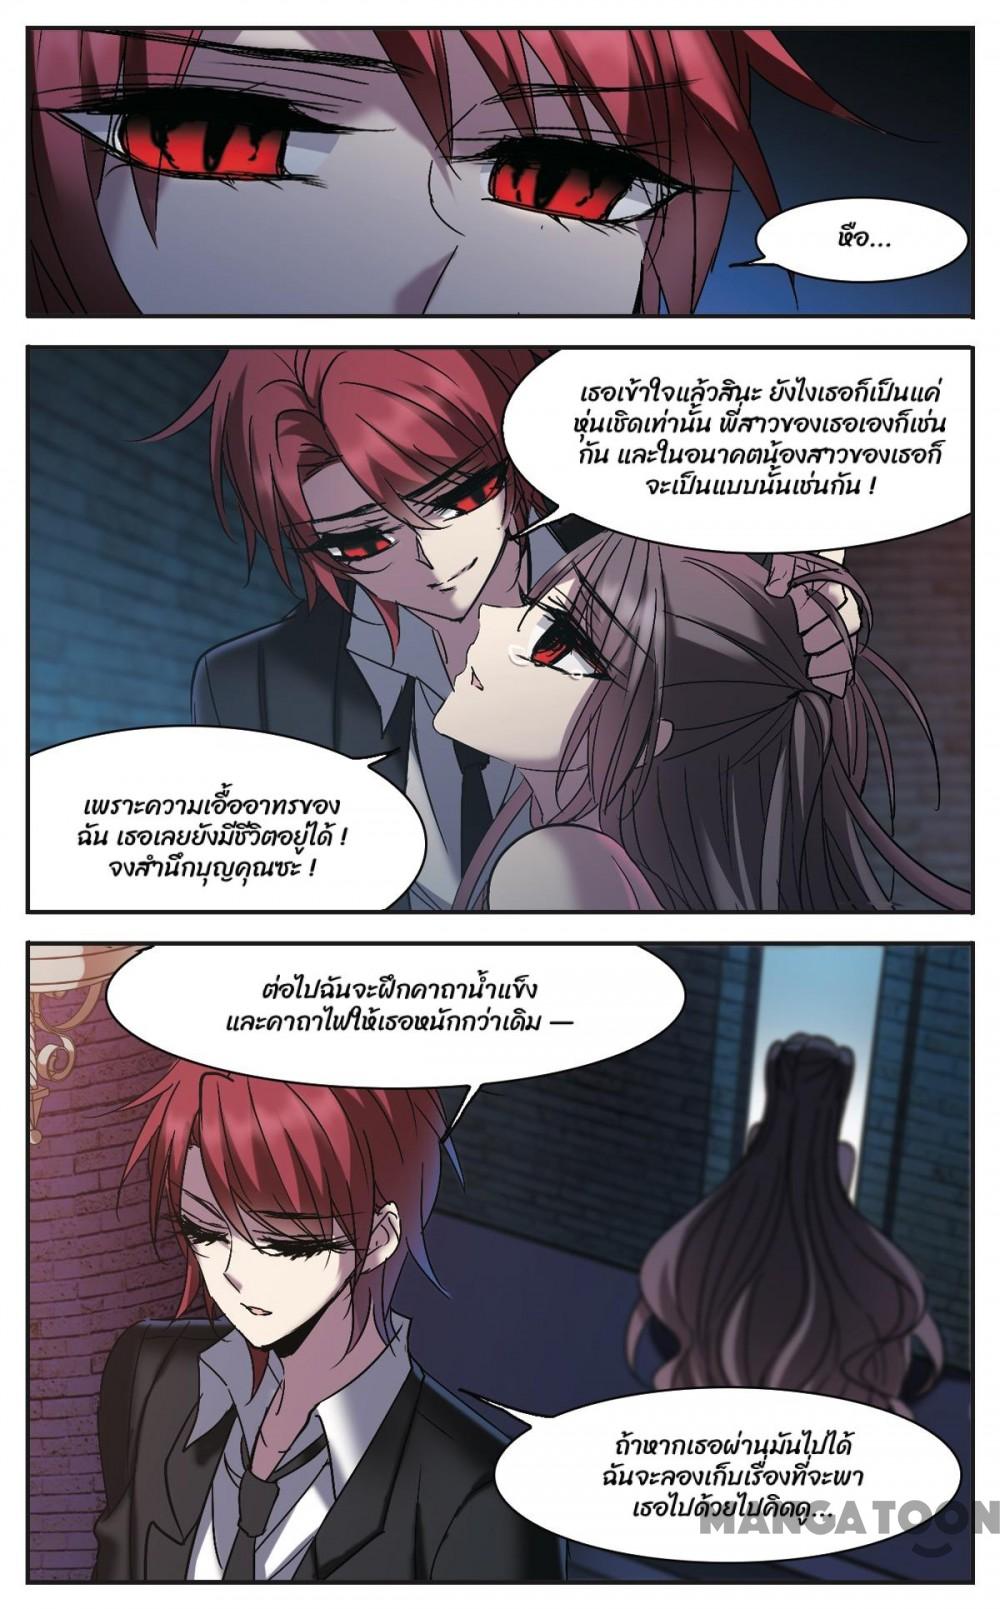 หือ...
เธอเข้าใจแล้วสินะ ยังไงเธอก็เป็นแค่
หุ่นเชิดเท่านั้น พี่สาวของเธอเองก็เช่น
กัน และในอนาคตน้องสาวของเธอก็
จะเป็นแบบนั้นเช่นกัน !
เพราะความเอื้ออาทรของ
ฉัน เธอเลยยังมีชีวิตอยู่ได้ !
จงสำนึกบุญคุณซะ !
ต่อไปฉันจะฝึกคาถาน้ำแข็ง
และคาถาไฟให้เธอหนักกว่าเดิม —
ถ้าหากเธอผ่านมันไปได้
ฉันจะลองเก็บเรื่องที่จะพา
เธอไปด้วยไปคิดดู...
MANGATOON